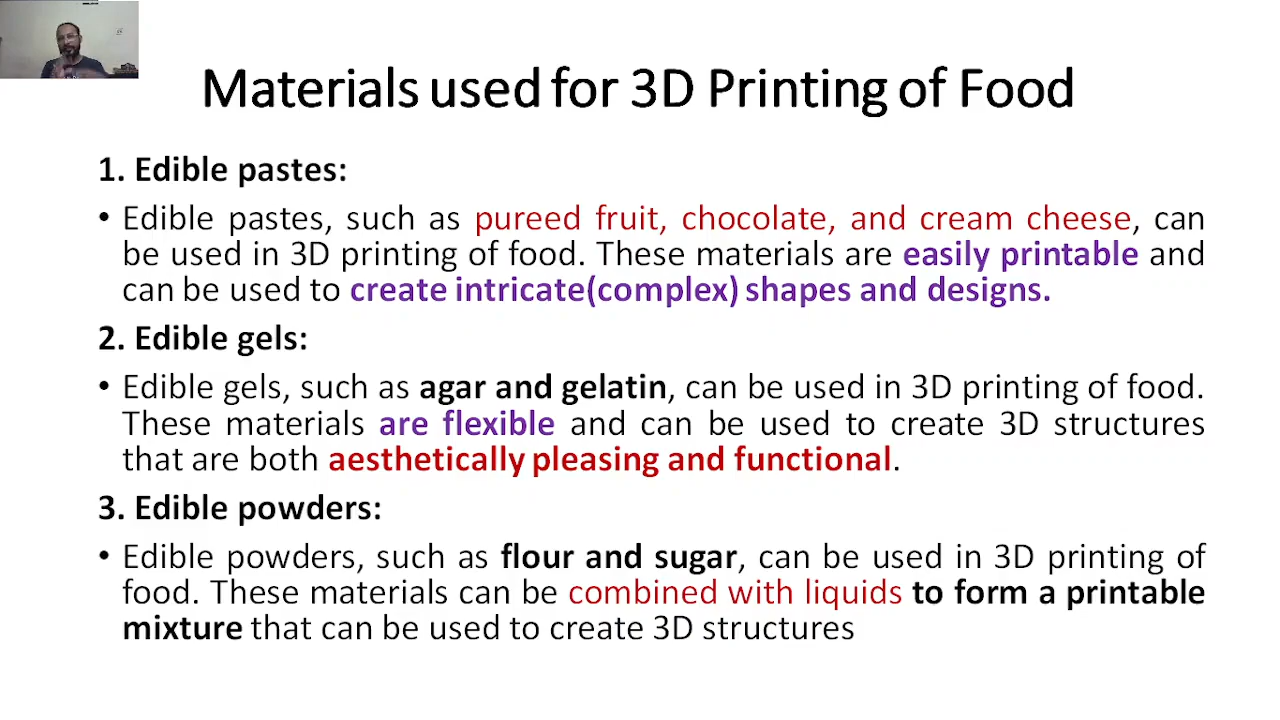 Materials used for 3D Printing of Food
1. Edible pastes:
• Edible pastes, such as pureed fruit, chocolate, and cream cheese, can
be used in 3D printing of food. These materials are easily printable and
can be used to create intricate(complex) shapes and designs.
2. Edible gels:
• Edible gels, such as agar and gelatin, can be used in 3D printing of food.
These materials are flexible and can be used to create 3D structures
that are both aesthetically pleasing and functional.
3. Edible powders:
• Edible powders, such as flour and sugar, can be used in 3D printing of
food. These materials can be combined with liquids to form a printable
mixture that can be used to create 3D structures